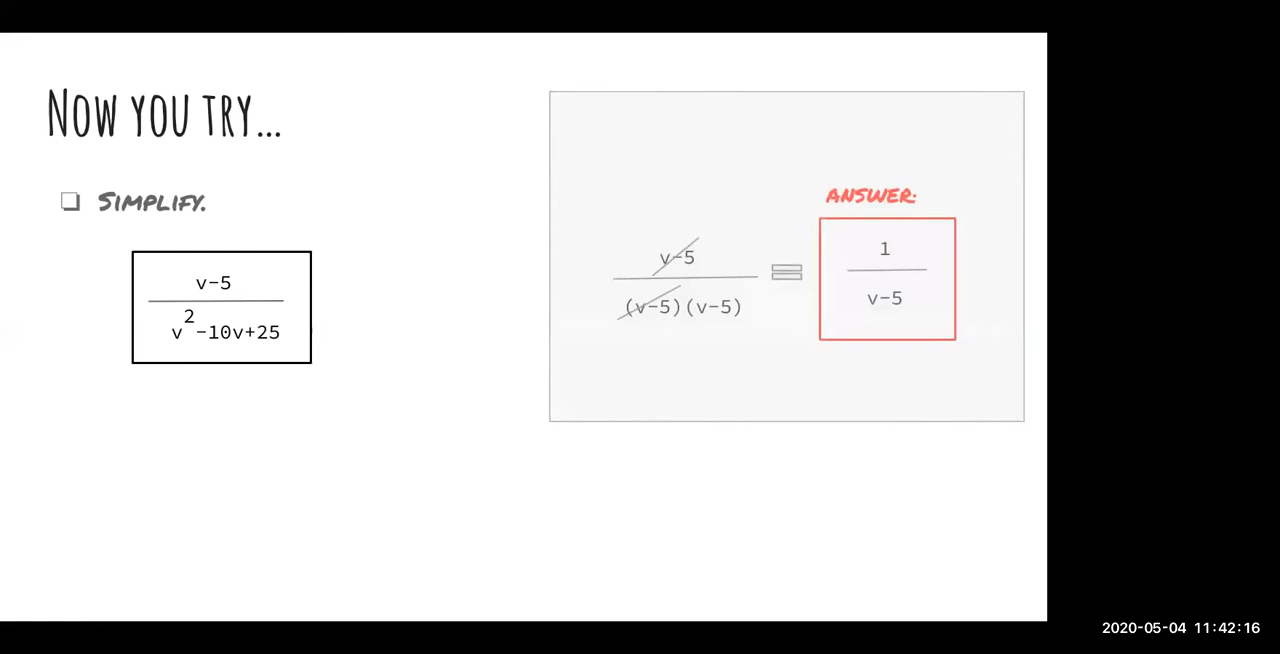 Now you try...
❏ Simplify.
v-5
v²-10v+25
v-5
(v-5)(v-5)
=
Answer:
1
v-5
2020-05-04 11:42:16